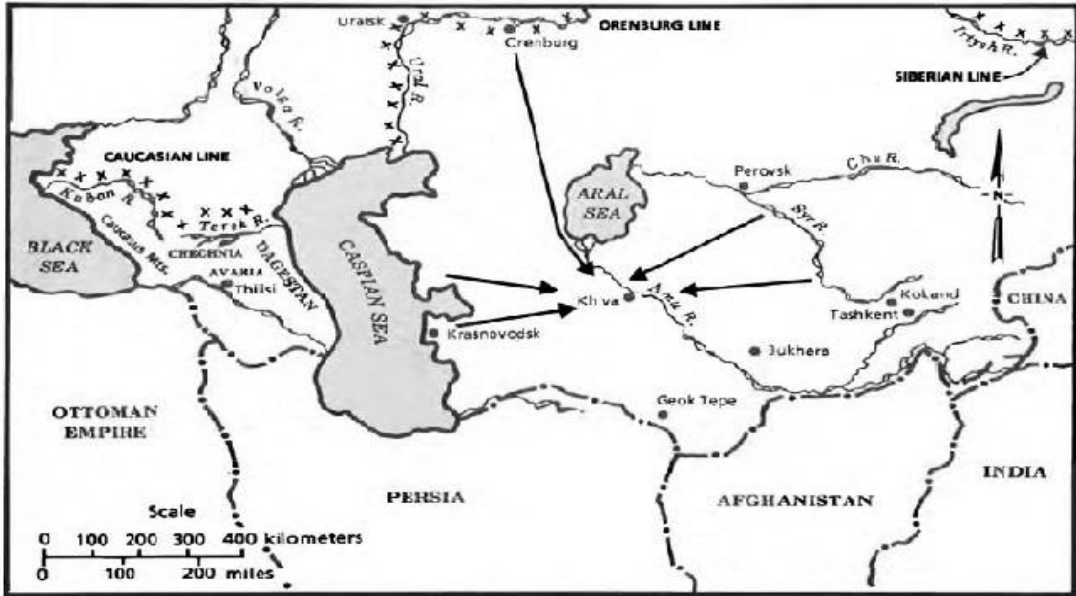 Uralsk
ORENBURG LINE
Orenburg
Irtysh R.
SIBERIAN LINE
Ural R.
Volga R.
CAUCASIAN LINE
Kuban R.
Terek R.
Caucasus Mts.
CHECHNIA
AVARIA
DAGESTAN
Tbilsi
BLACK
SEA
CASPIAN SEA
ARAL
SEA
Perovsk
Chu R.
Syr R.
N
Khiva
Amu R.
Kokand
Tashkent
CHINA
Krasnovodsk
Bukhera
Geok Tepe
OTTOMAN
EMPIRE
PERSIA
AFGHANISTAN
INDIA
Scale
0 100 200 400 kilometers
0 100 200 miles